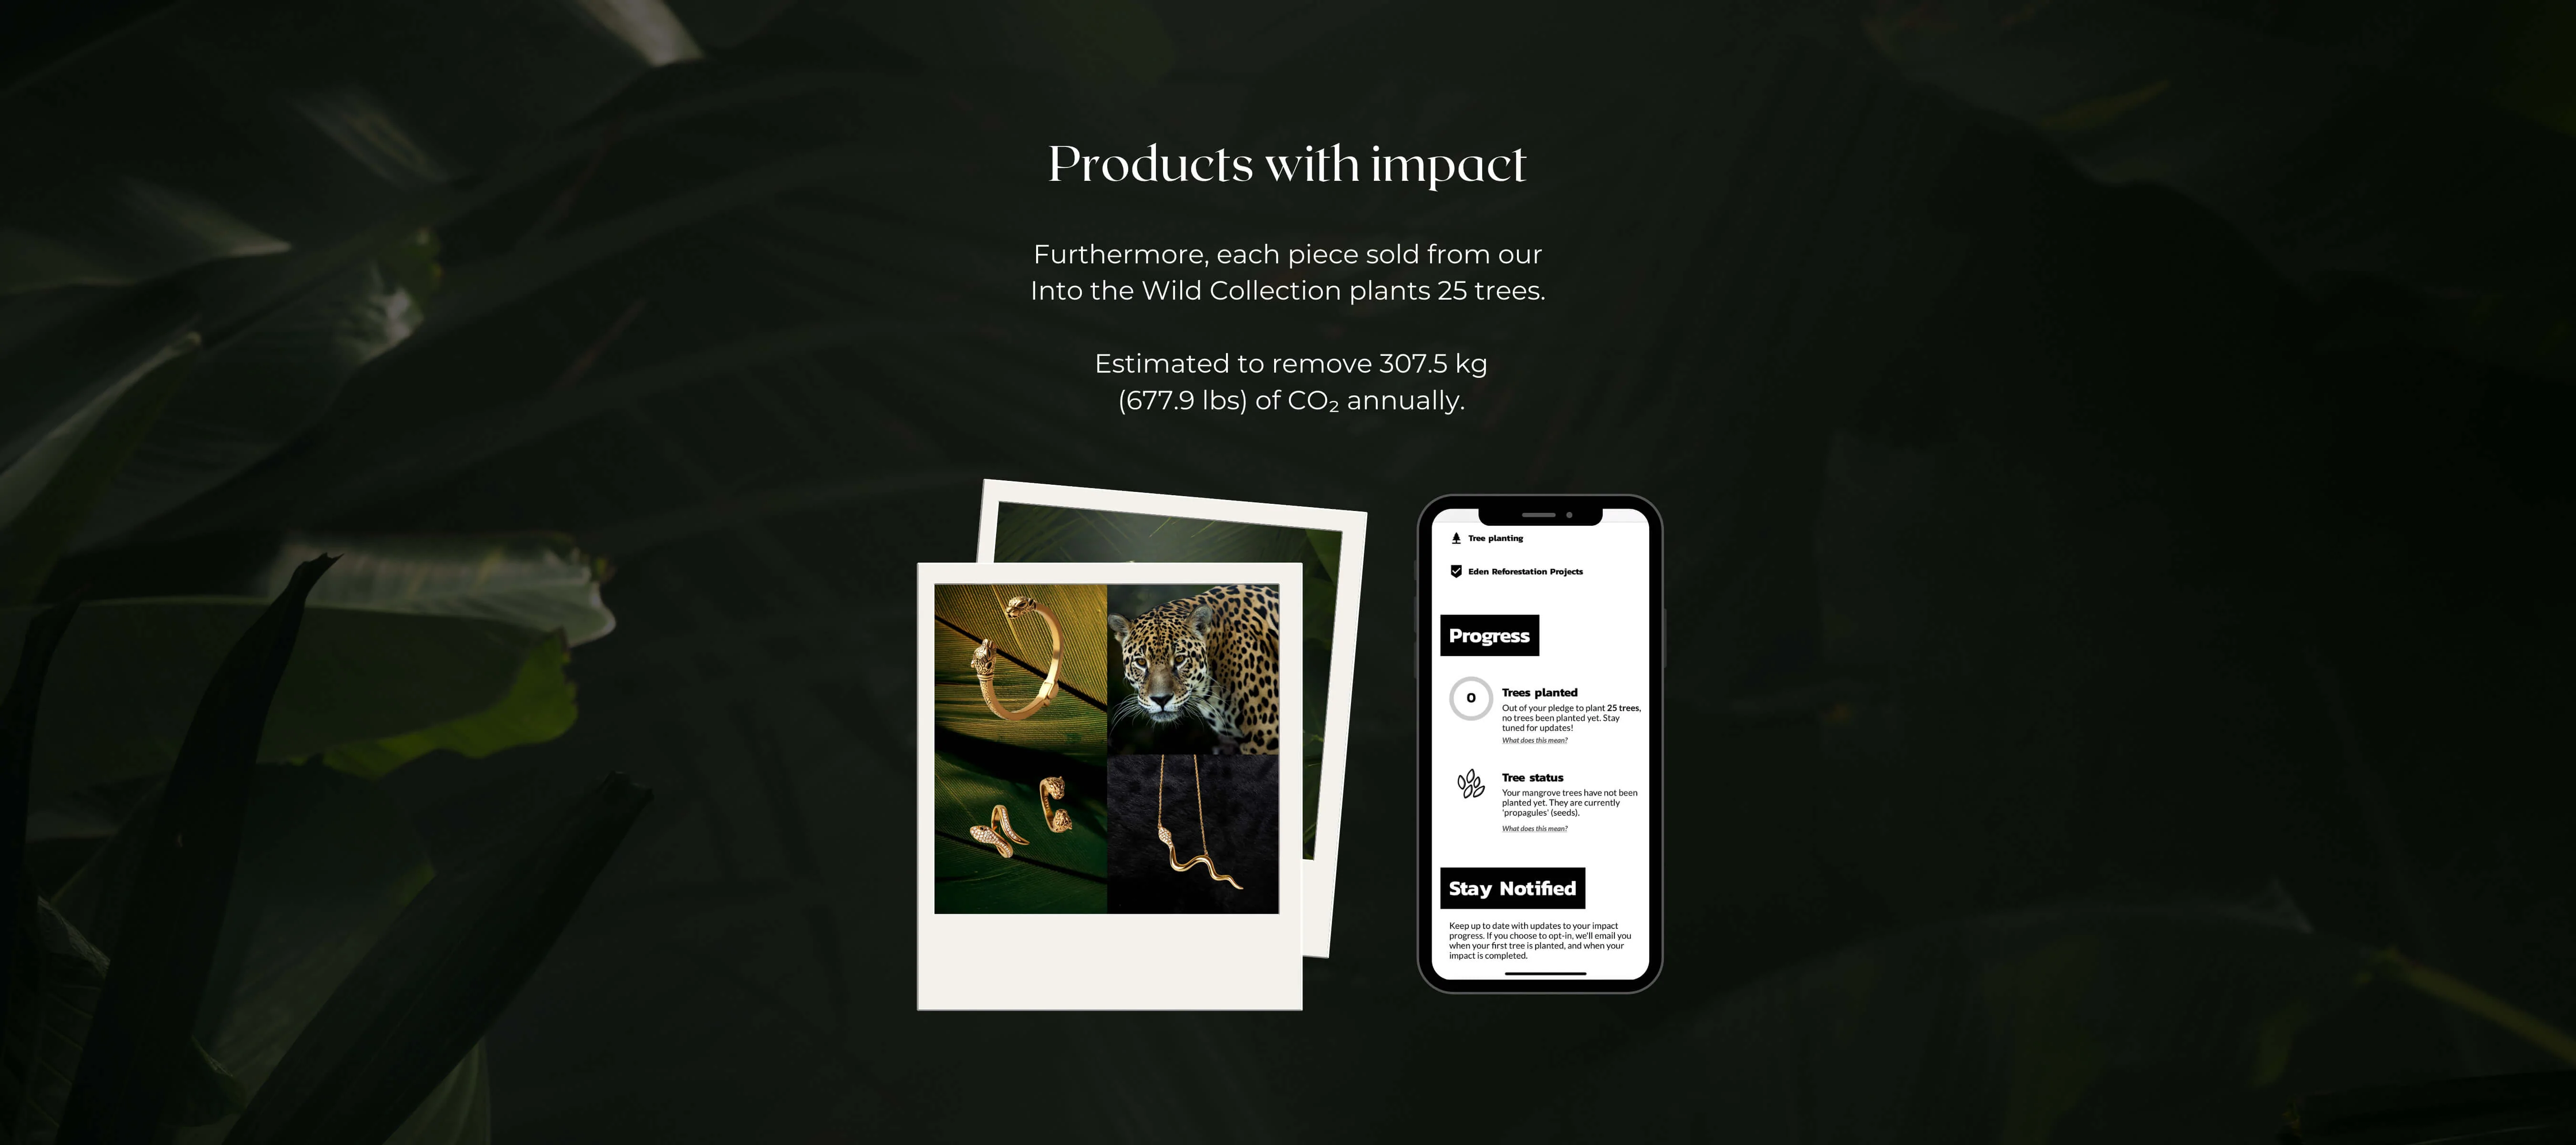 Products with impact
Furthermore, each piece sold from our
Into the Wild Collection plants 25 trees.
Estimated to remove 307.5 kg
(677.9 lbs) of CO₂ annually.
Tree planting
Eden Reforestation Projects
Progress
0
Trees planted
Out of your pledge to plant 25 trees,
no trees been planted yet. Stay
tuned for updates!
What does this mean?
Tree status
Your mangrove trees have not been
planted yet. They are currently
'propagules' (seeds).
What does this mean?
Stay Notified
Keep up to date with updates to your impact
progress. If you choose to opt-in, we'll email you
when your first tree is planted, and when your
impact is completed.